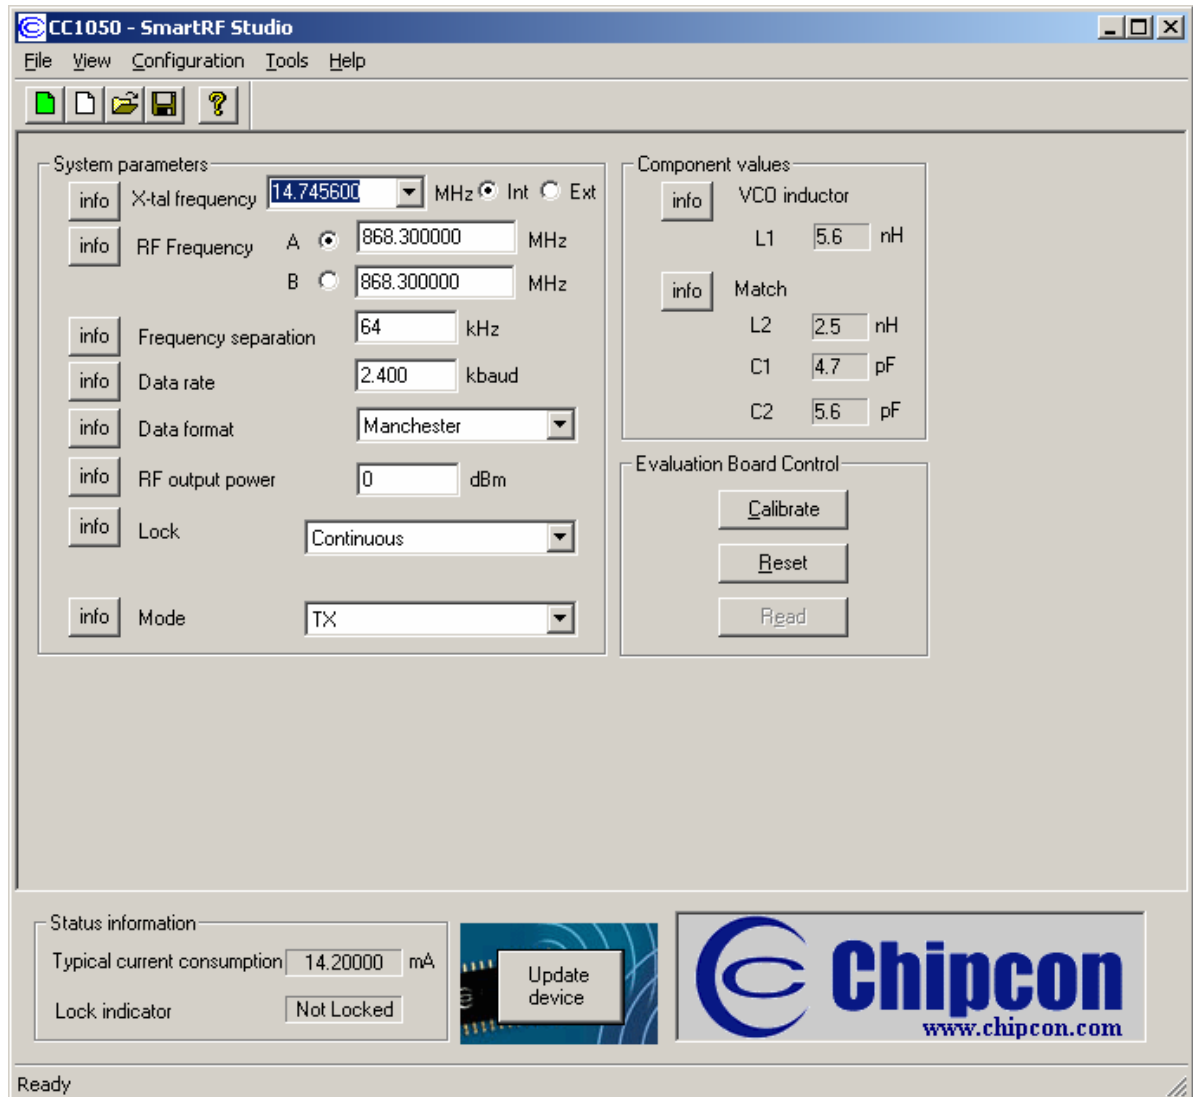 CC1050 - SmartRF Studio
File View Configuration Tools Help
System parameters
info X-tal frequency 14.745600 MHz Int Ext
info RF Frequency A 868.300000 MHz
B 868.300000 MHz
info Frequency separation 64 kHz
info Data rate 2.400 kbaud
info Data format Manchester
info RF output power 0 dBm
info Lock Continuous
info Mode TX
Component values
info VCO inductor
L1 5.6 nH
info Match
L2 2.5 nH
C1 4.7 pF
C2 5.6 pF
Evaluation Board Control
Calibrate
Reset
Read
Status information
Typical current consumption 14.20000 mA
Lock indicator Not Locked
Update
device
Chipcon
www.chipcon.com
Ready